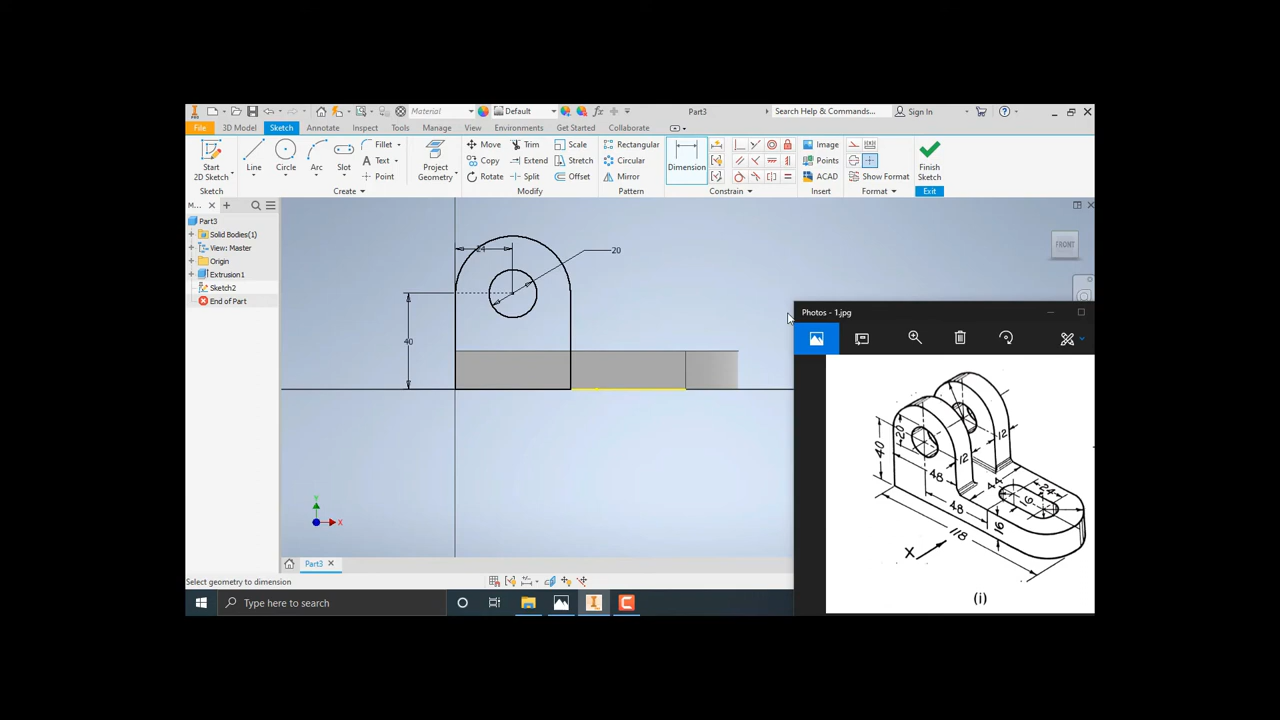 Material
Default
Part3
Search Help & Commands...
Sign In
File
3D Model
Sketch
Annotate
Inspect
Tools
Manage
View
Environments
Get Started
Collaborate
Start
2D Sketch
Line
Circle
Arc
Slot
Fillet
Text
Point
Project
Geometry
Move
Copy
Rotate
Trim
Extend
Split
Scale
Stretch
Offset
Rectangular
Circular
Mirror
Dimension
Image
Points
ACAD
Show Format
Finish
Sketch
Sketch
Create
Modify
Pattern
Constrain
Insert
Format
Exit
M...
Part3
Solid Bodies(1)
View: Master
Origin
Extrusion1
Sketch2
End of Part
24
20
40
FRONT
Y
X
Photos - 1.jpg
40
20
12
12
48
48
44
24
16
118
X
(i)
Part3
Select geometry to dimension
Type here to search